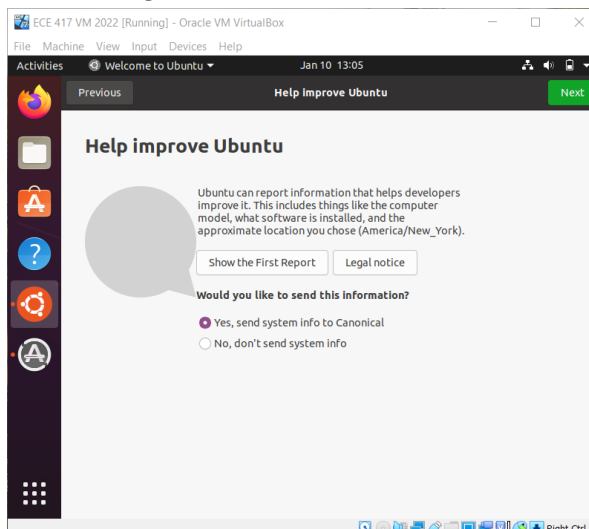 ECE 417 VM 2022 [Running] - Oracle VM VirtualBox
File Machine View Input Devices Help
Activities Welcome to Ubuntu Jan 10 13:05
Previous Help improve Ubuntu Next
Help improve Ubuntu
Ubuntu can report information that helps developers
improve it. This includes things like the computer
model, what software is installed, and the
approximate location you chose (America/New_York).
Show the First Report Legal notice
Would you like to send this information?
Yes, send system info to Canonical
No, don't send system info
Right Ctrl